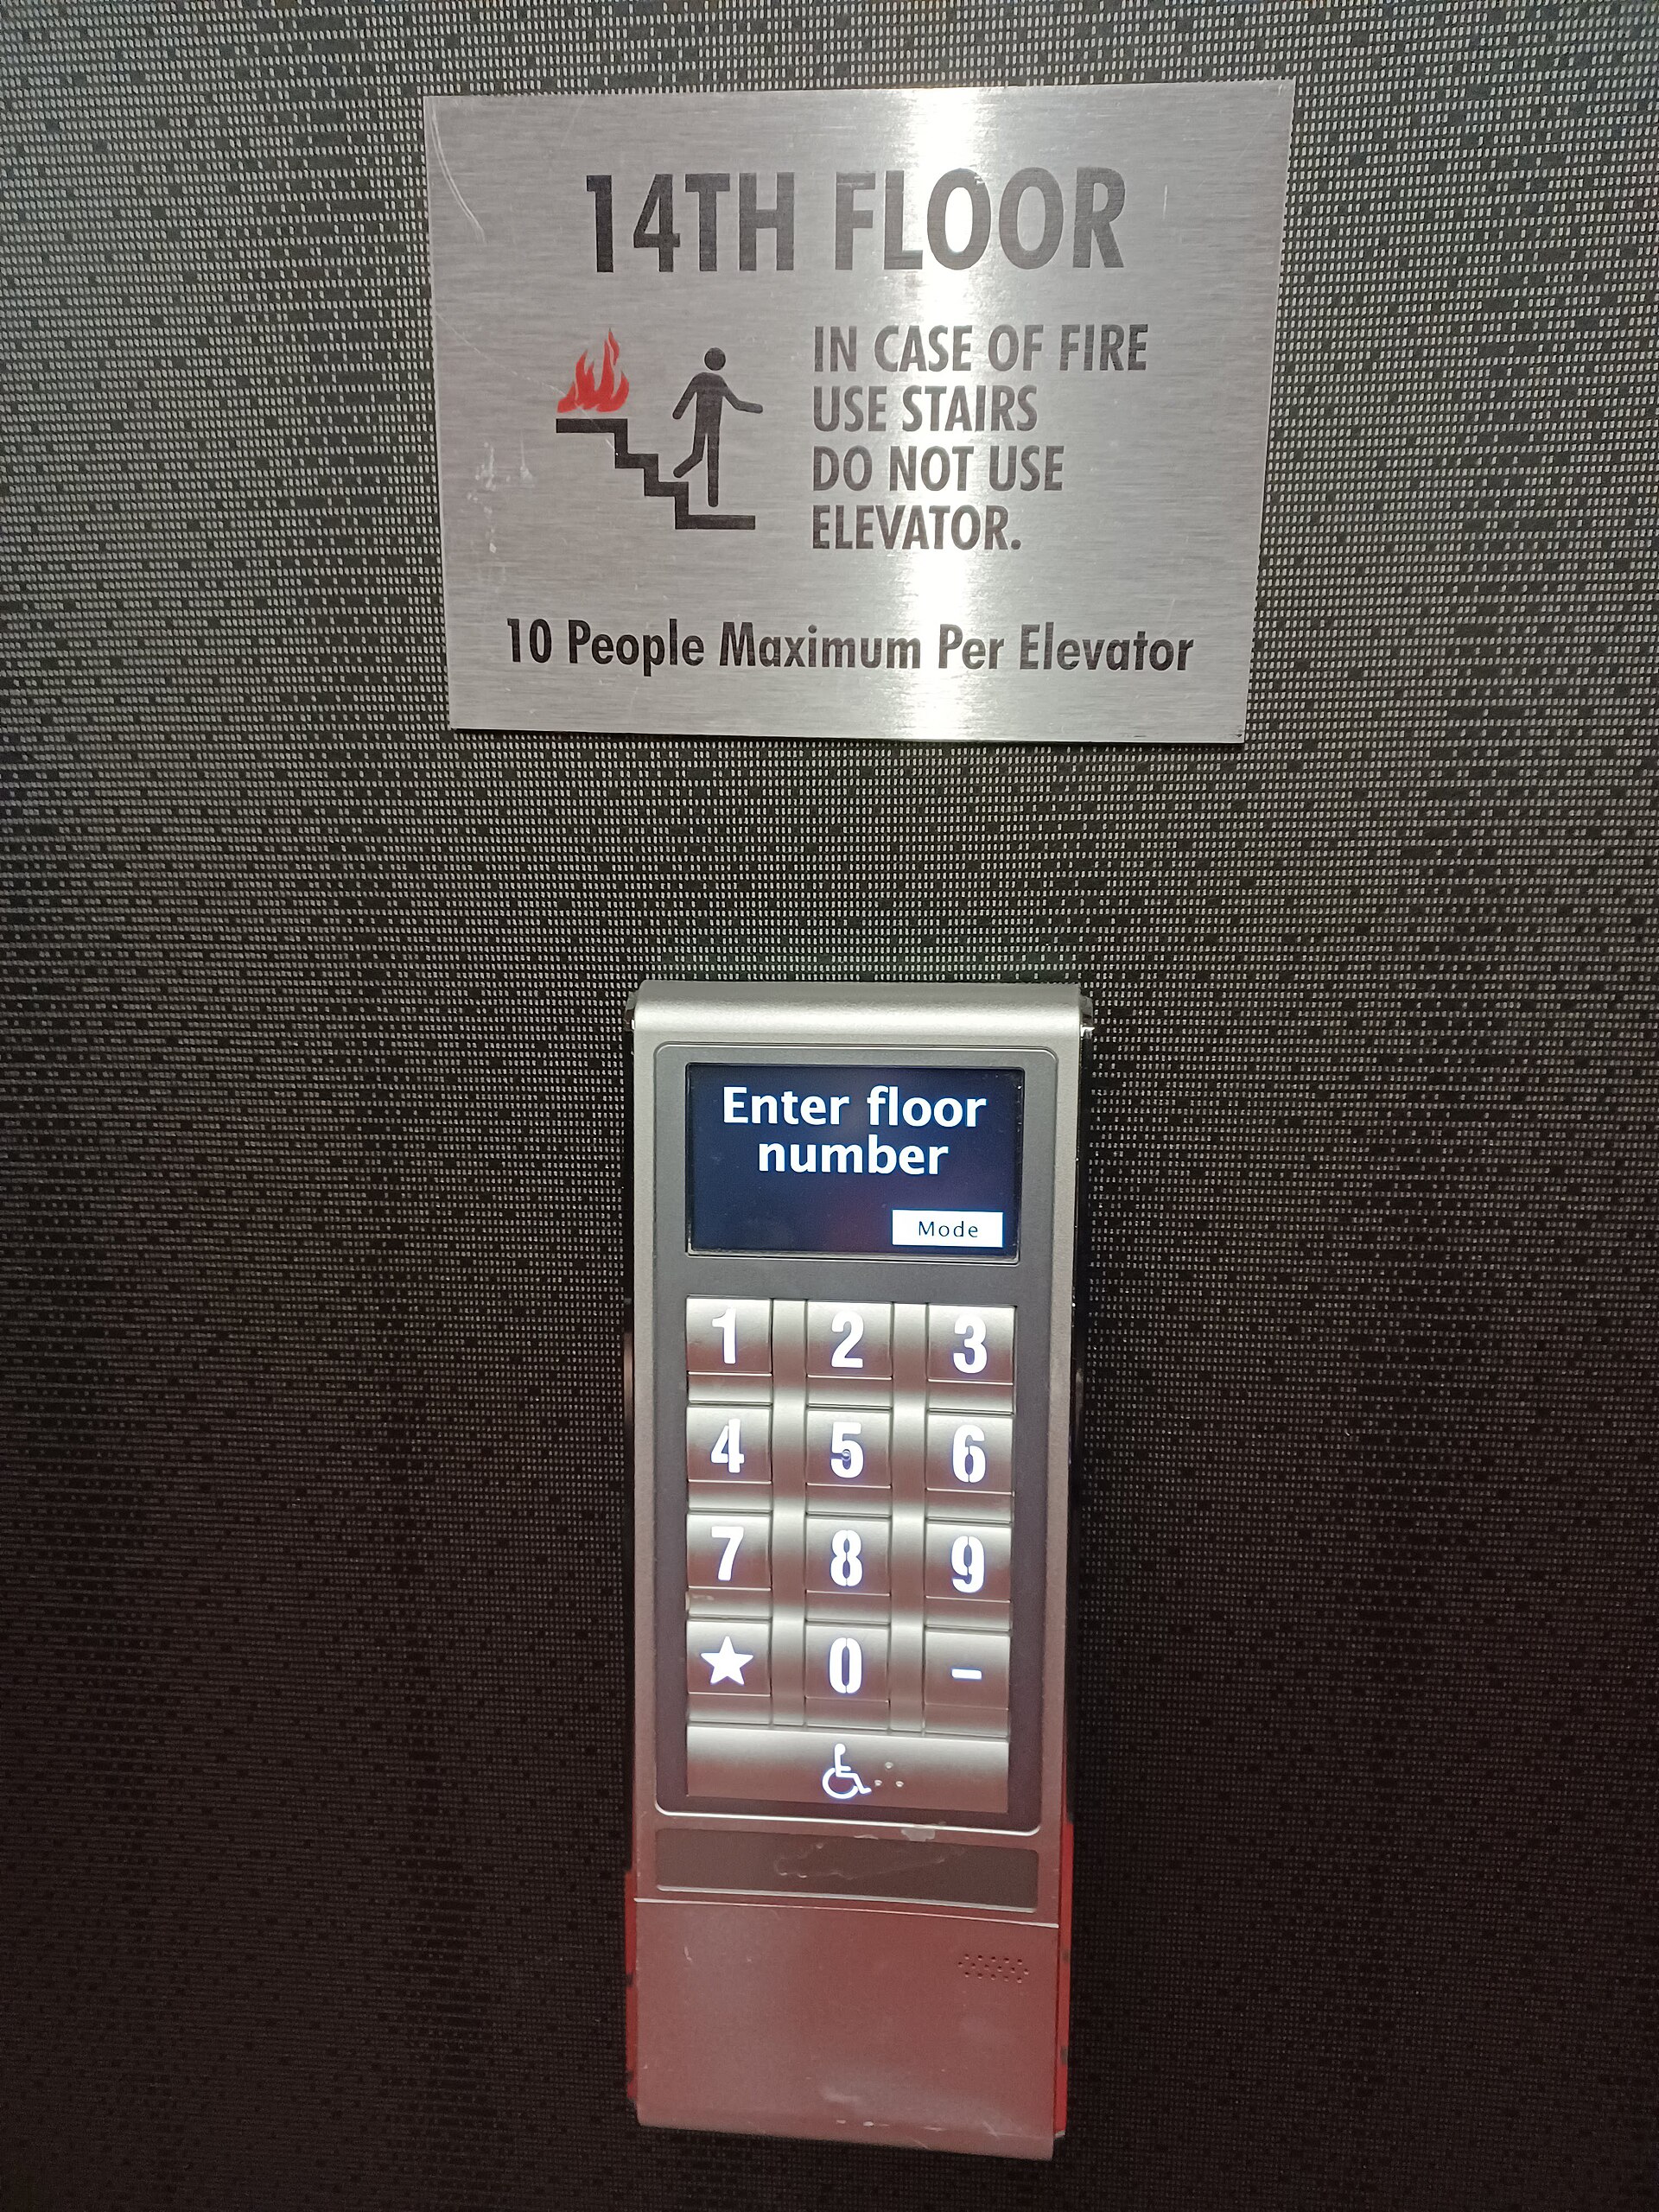 14TH FLOOR
IN CASE OF FIRE
USE STAIRS
DO NOT USE
ELEVATOR.
10 People Maximum Per Elevator
Enter floor
number
Mode
1 2 3
4 5 6
7 8 9
★ 0 –